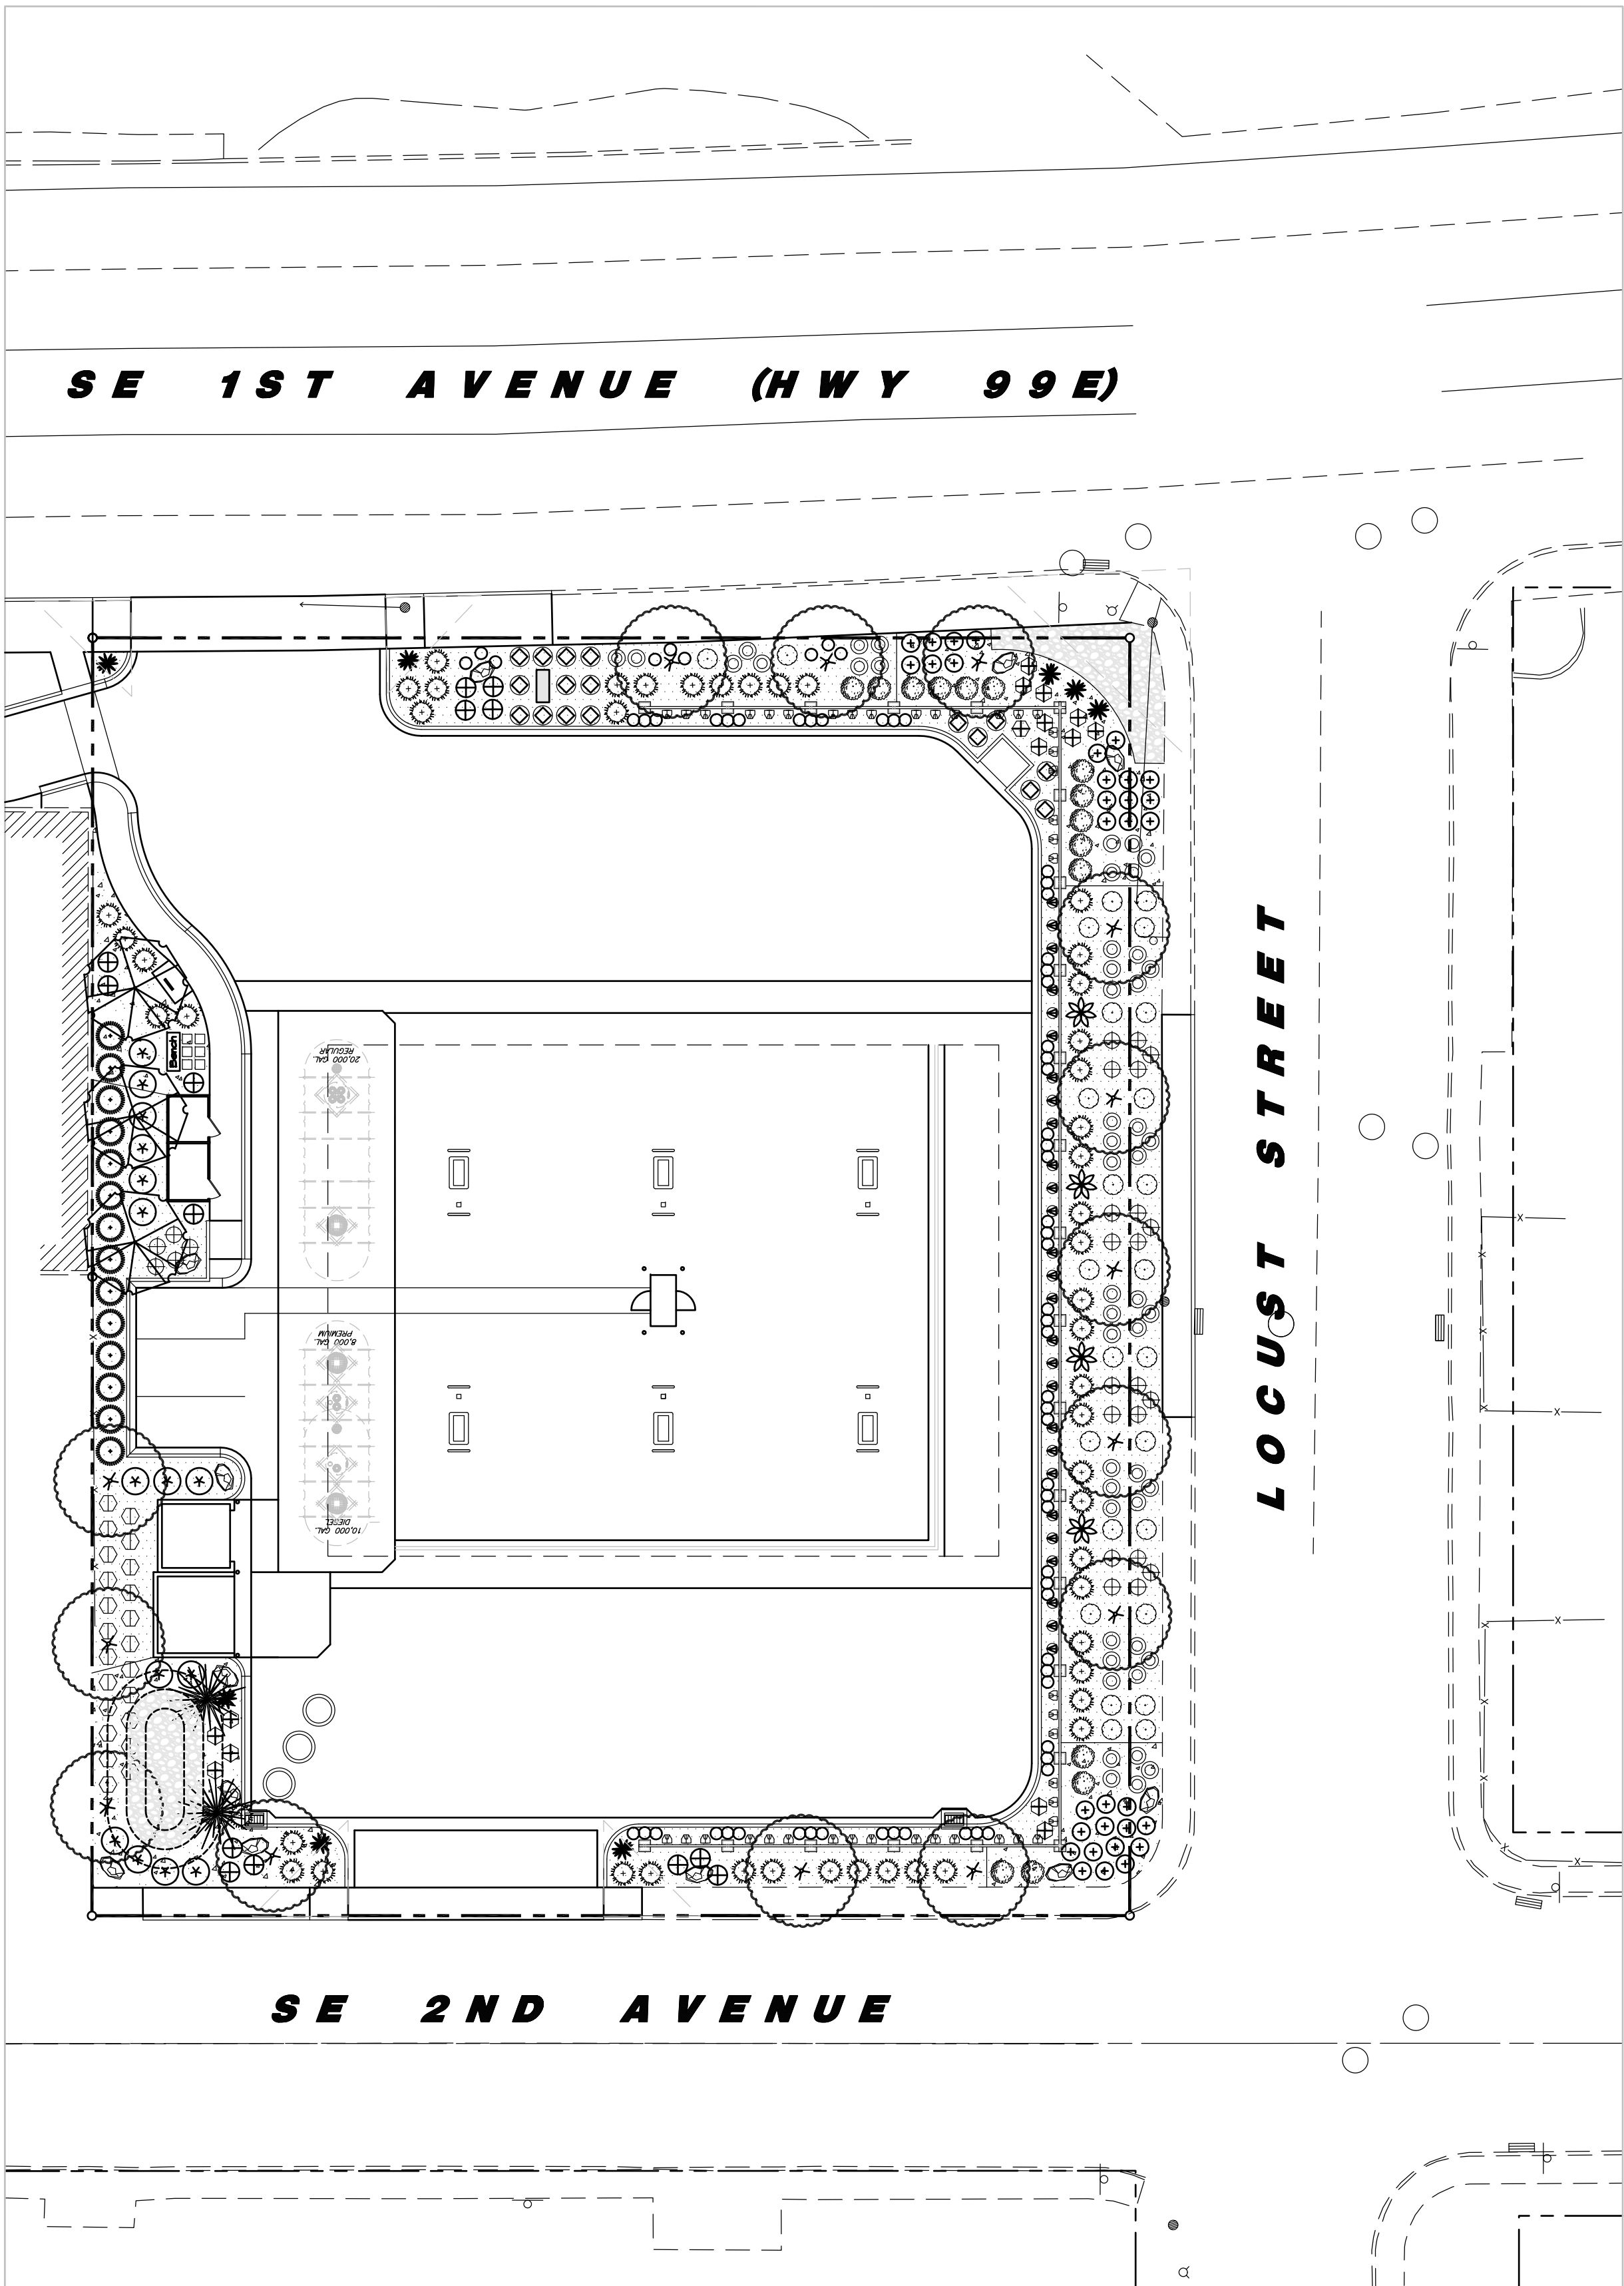 SE 1ST AVENUE (HWY 99E)
20,000 GAL.
REGULAR
Bench
LOCUST STREET
8,000 GAL.
PREMIUM
10,000 GAL.
DIESEL
SE 2ND AVENUE